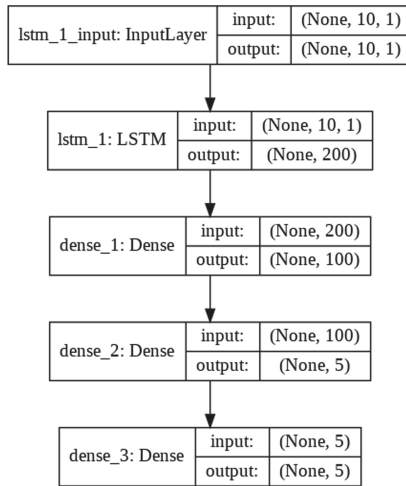 lstm_1_input: InputLayer
input: (None, 10, 1)
output: (None, 10, 1)
lstm_1: LSTM
input: (None, 10, 1)
output: (None, 200)
dense_1: Dense
input: (None, 200)
output: (None, 100)
dense_2: Dense
input: (None, 100)
output: (None, 5)
dense_3: Dense
input: (None, 5)
output: (None, 5)